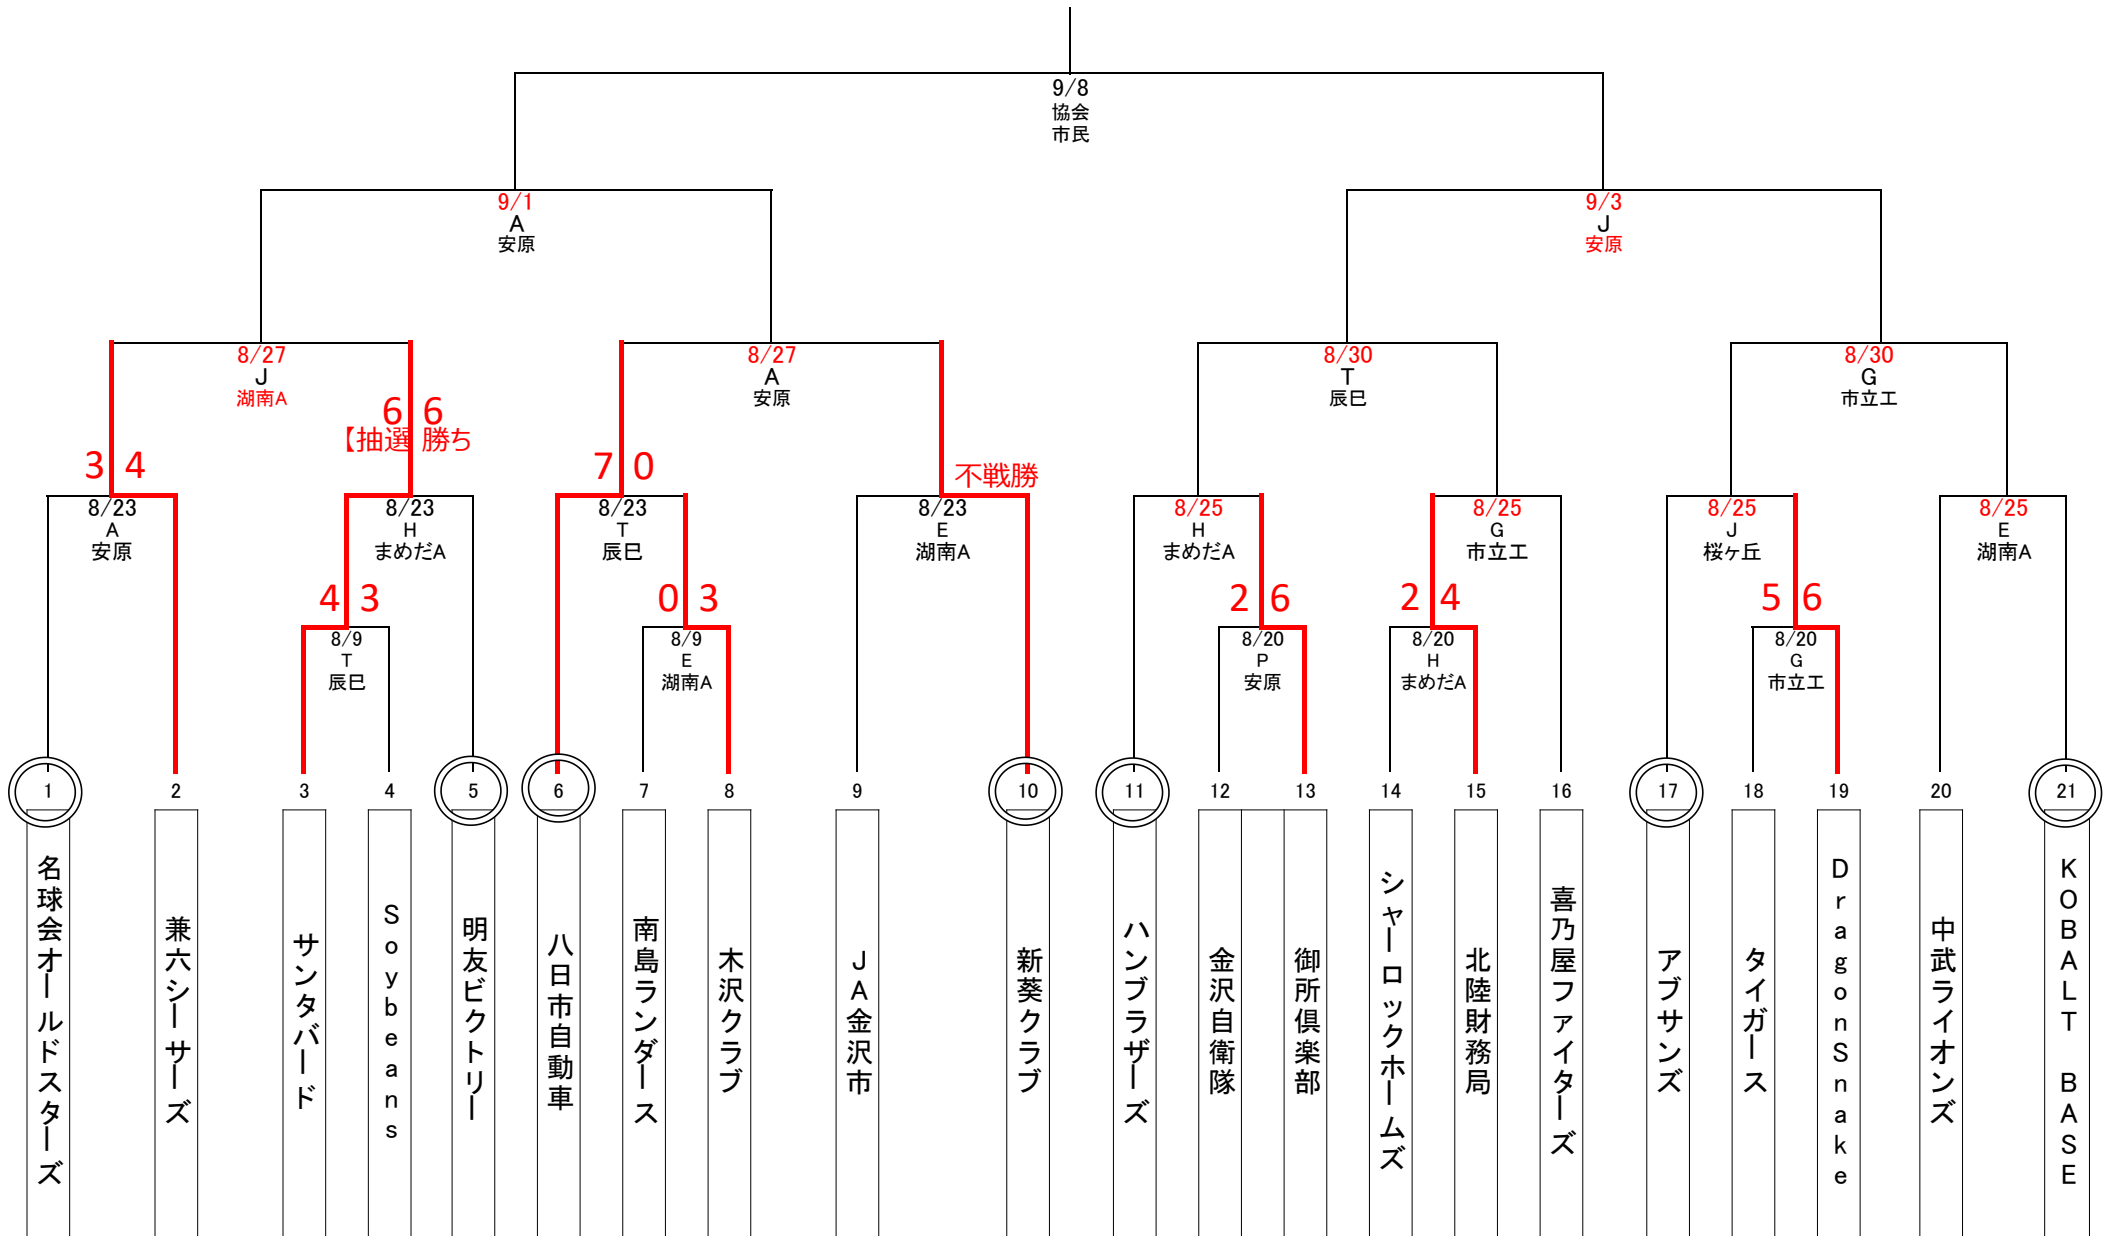 9/8
協会
市民
9/1
A
安原
9/3
J
安原
8/27
J
湖南A
8/27
A
安原
8/30
T
辰巳
8/30
G
市立工
6 6
【抽選 勝ち
3 4
7 0
不戦勝
8/23
A
安原
8/23
H
まめだA
8/23
T
辰巳
8/23
E
湖南A
8/25
H
まめだA
8/25
G
市立工
8/25
J
桜ヶ丘
8/25
E
湖南A
4 3
0 3
2 6
2 4
5 6
8/9
T
辰巳
8/9
E
湖南A
8/20
P
安原
8/20
H
まめだA
8/20
G
市立工
1
2
3
4
5
6
7
8
9
10
11
12
13
14
15
16
17
18
19
20
21
名球会オールドスターズ
兼六シーサーズ
サンタバード
Soybeans
明友ビクトリー
八日市自動車
南島ランダース
木沢クラブ
JA金沢市
新葵クラブ
ハンブラザーズ
金沢自衛隊
御所倶楽部
シャーロックホームズ
北陸財務局
喜乃屋ファイターズ
アブサンズ
タイガース
DragonSnake
中武ライオンズ
KOBALT BASE